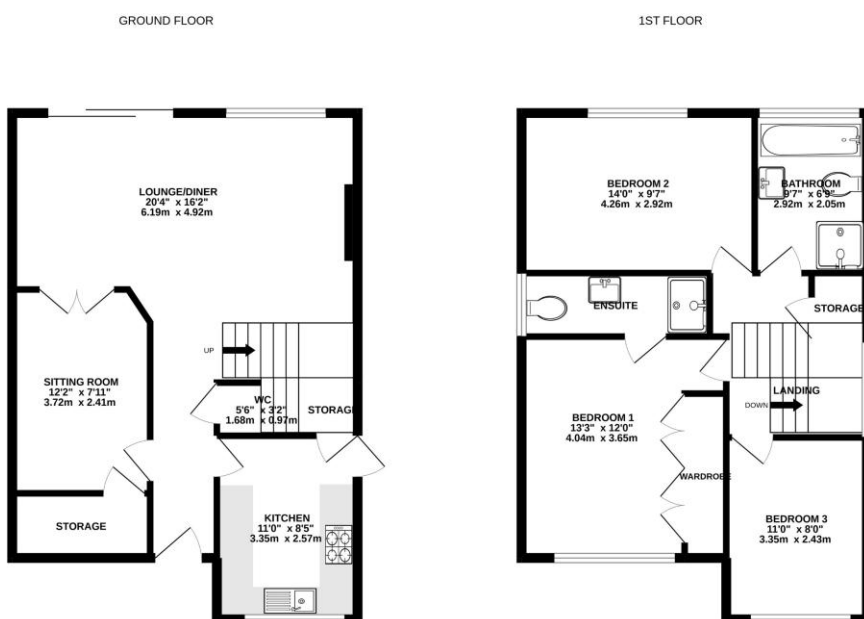 GROUND FLOOR
1ST FLOOR
LOUNGE/DINER
20'4" x 16'2"
6.19m x 4.92m
SITTING ROOM
12'2" x 7'11"
3.72m x 2.41m
UP
WC
5'6" x 3'2"
1.68m x 0.97m
STORAGE
KITCHEN
11'0" x 8'5"
3.35m x 2.57m
STORAGE
BEDROOM 2
14'0" x 9'7"
4.26m x 2.92m
BATHROOM
9'7" x 6'9"
2.92m x 2.05m
ENSUITE
STORAGE
BEDROOM 1
13'3" x 12'0"
4.04m x 3.65m
LANDING
DOWN
WARDROBE
BEDROOM 3
11'0" x 8'0"
3.35m x 2.43m